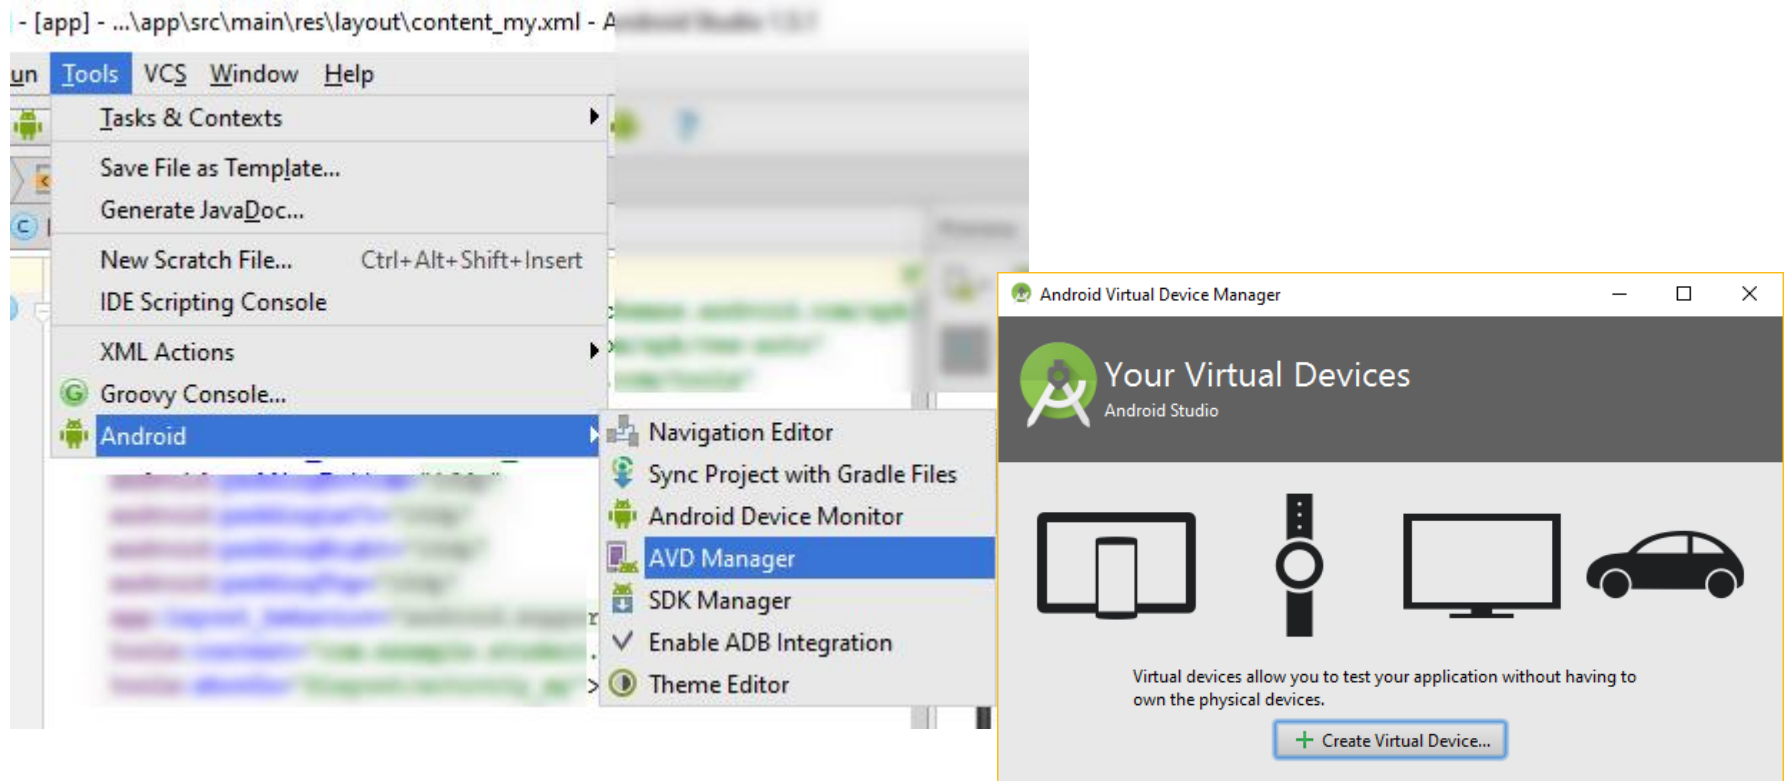 - [app] - ...\app\src\main\res\layout\content_my.xml - A
un Tools VCS Window Help
Tasks & Contexts
Save File as Template...
Generate JavaDoc...
New Scratch File... Ctrl+Alt+Shift+Insert
IDE Scripting Console
XML Actions
Groovy Console...
Android
Navigation Editor
Sync Project with Gradle Files
Android Device Monitor
AVD Manager
SDK Manager
Enable ADB Integration
Theme Editor
Android Virtual Device Manager
Your Virtual Devices
Android Studio
Virtual devices allow you to test your application without having to
own the physical devices.
Create Virtual Device...